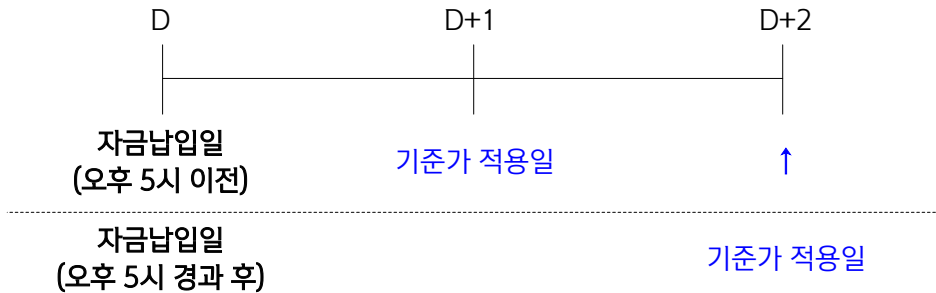 D D+1 D+2
자금납입일
(오후 5시 이전)
기준가 적용일
↑
자금납입일
(오후 5시 경과 후)
기준가 적용일